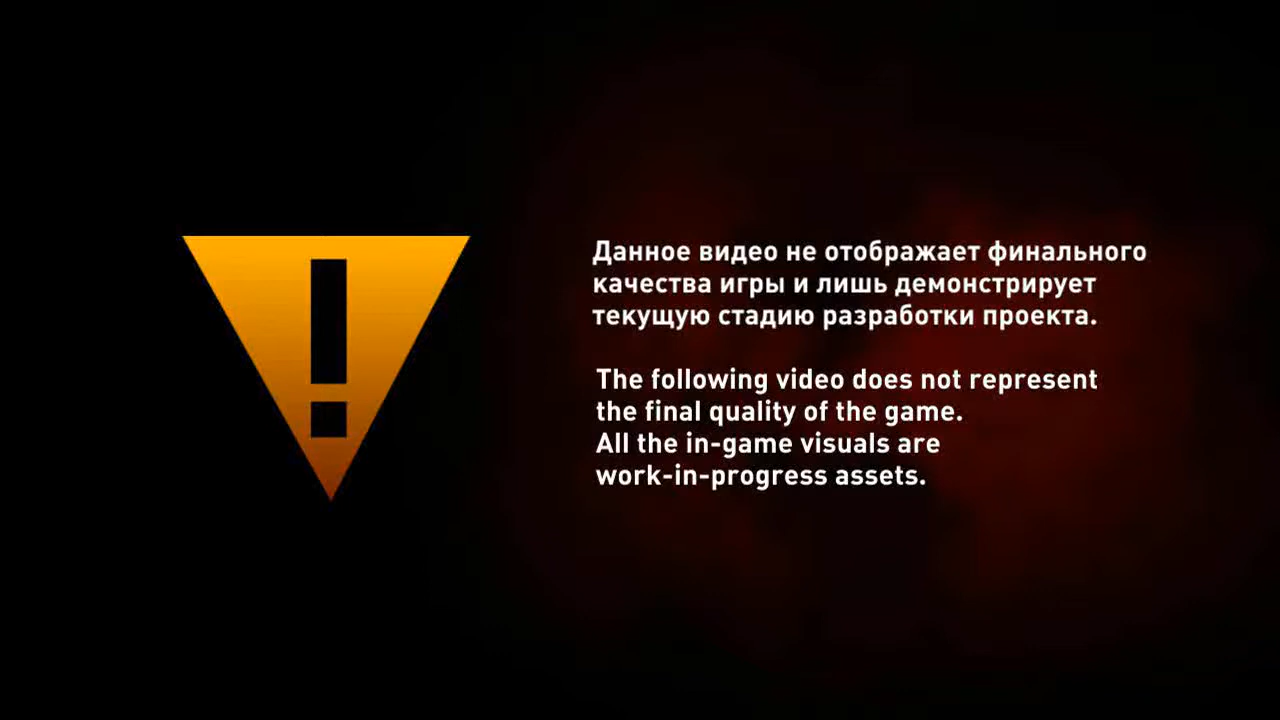 Данное видео не отображает финального
качества игры и лишь демонстрирует
текущую стадию разработки проекта.
The following video does not represent
the final quality of the game.
All the in-game visuals are
work-in-progress assets.